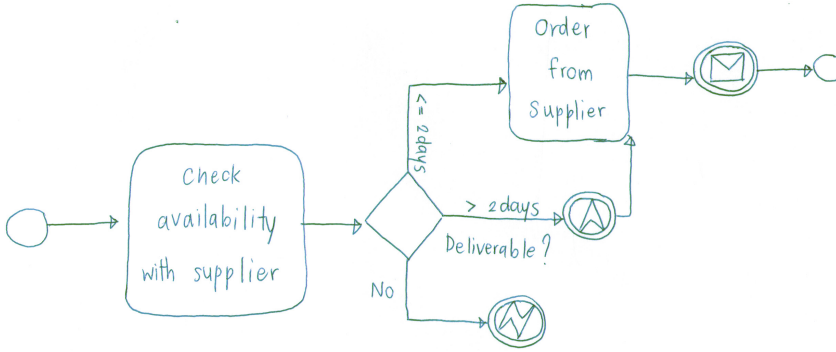 Order
from
Supplier
<= 2days
Check
availability
with supplier
> 2days
Deliverable?
No